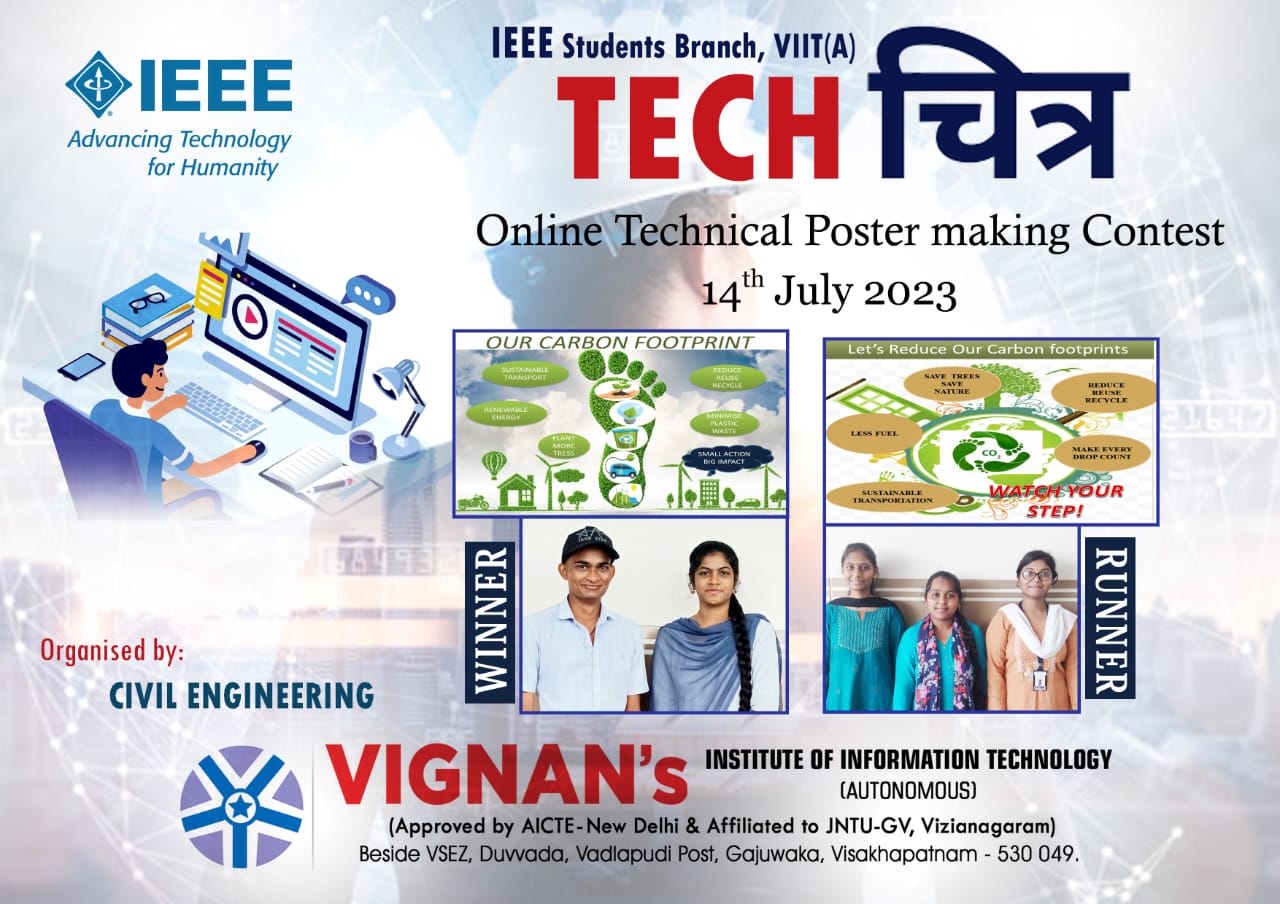 IEEE Students Branch, VIIT(A)
IEEE
Advancing Technology
for Humanity
TECH चित्र
Online Technical Poster making Contest
14th July 2023
OUR CARBON FOOTPRINT
SUSTAINABLE
TRANSPORT
REDUCE
REUSE
RECYCLE
RENEWABLE
ENERGY
MINIMISE
PLASTIC
WASTE
PLANT
MORE
TRESS
SMALL ACTION
BIG IMPACT
Let's Reduce Our Carbon footprints
SAVE TREES
SAVE
NATURE
REDUCE
REUSE
RECYCLE
LESS FUEL
CO2
MAKE EVERY
DROP COUNT
SUSTAINABLE
TRANSPORTATION
WATCH YOUR
STEP!
WINNER
RUNNER
Organised by:
CIVIL ENGINEERING
VIGNAN's INSTITUTE OF INFORMATION TECHNOLOGY
(AUTONOMOUS)
(Approved by AICTE-New Delhi & Affiliated to JNTU-GV, Vizianagaram)
Beside VSEZ, Duvvada, Vadlapudi Post, Gajuwaka, Visakhapatnam - 530 049.